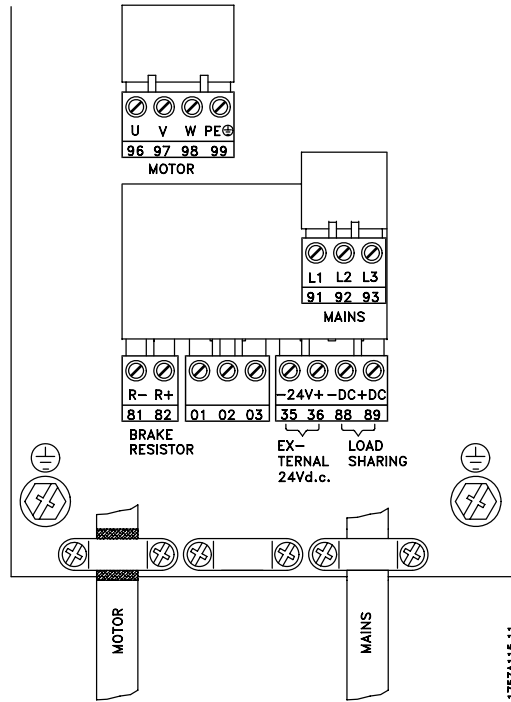 U V W PE
96 97 98 99
MOTOR
L1 L2 L3
91 92 93
MAINS
R- R+
81 82
BRAKE
RESISTOR
01 02 03
-24V+ -DC+DC
35 36 88 89
EX-
TERNAL
24Vd.c.
LOAD
SHARING
MOTOR
MAINS